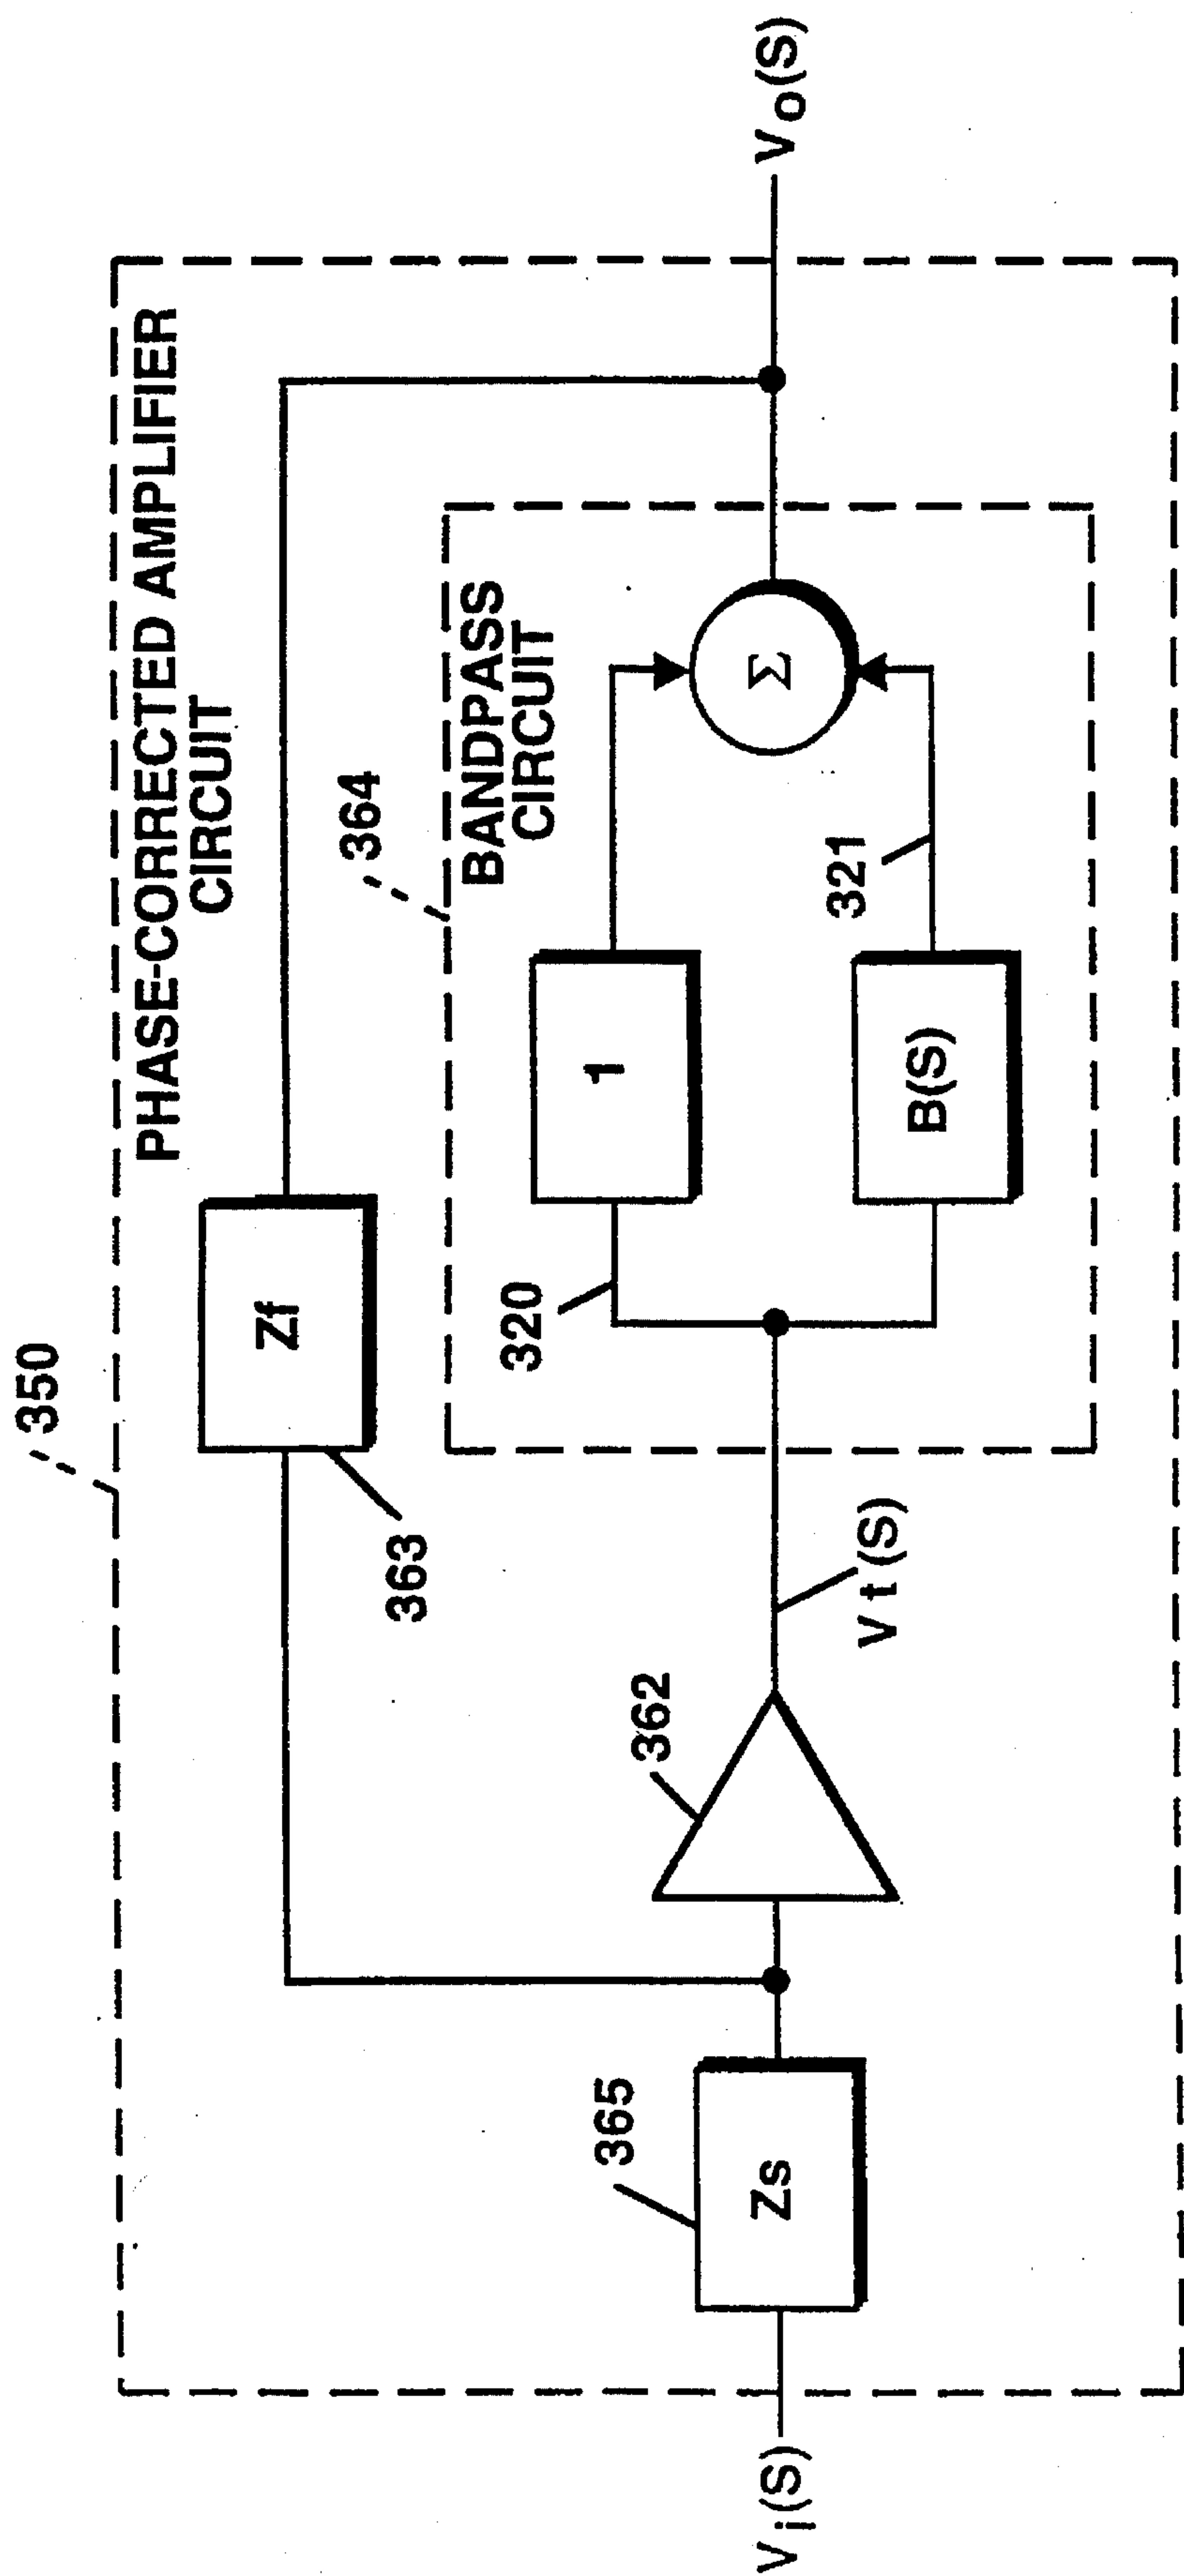 350
PHASE-CORRECTED AMPLIFIER
CIRCUIT
Zf
363
364
BANDPASS
CIRCUIT
320
1
Σ
321
B(S)
365
Zs
362
Vi(S)
Vt(S)
Vo(S)